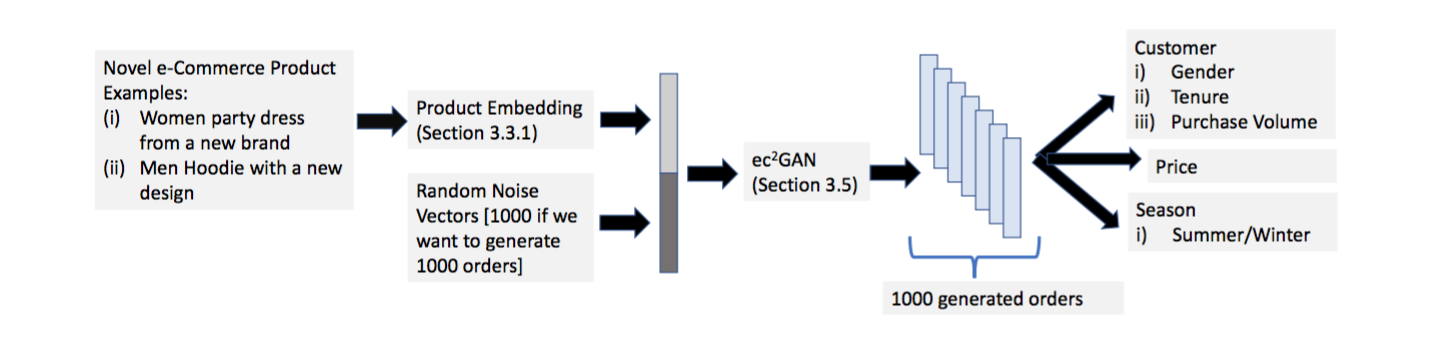 Novel e-Commerce Product
Examples:
(i) Women party dress
from a new brand
(ii) Men Hoodie with a new
design
Product Embedding
(Section 3.3.1)
Random Noise
Vectors [1000 if we
want to generate
1000 orders]
ec²GAN
(Section 3.5)
1000 generated orders
Customer
i) Gender
ii) Tenure
iii) Purchase Volume
Price
Season
i) Summer/Winter